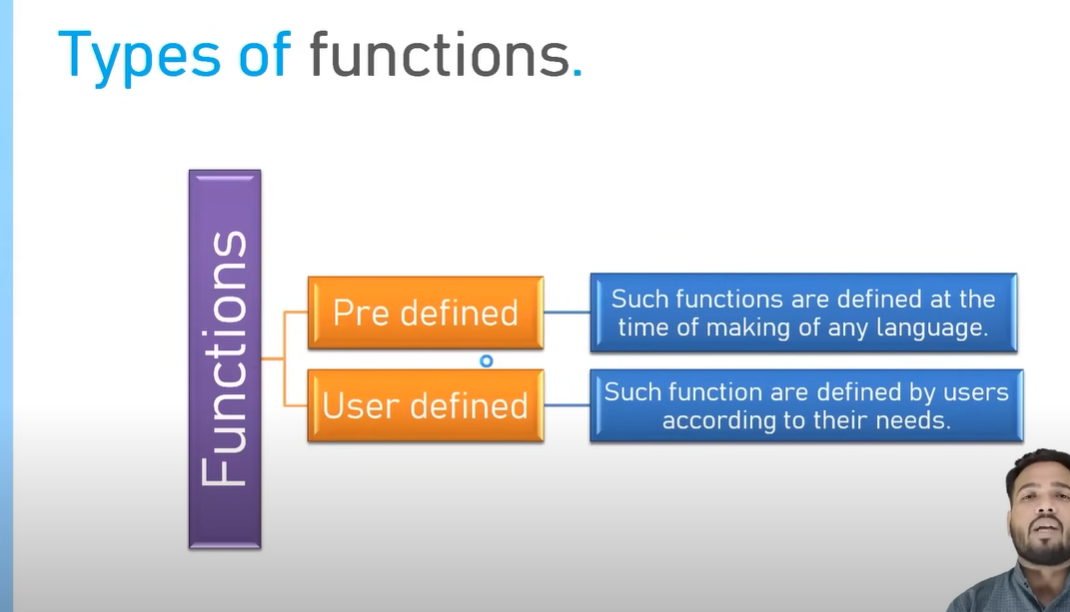 Types of functions.
Functions
Pre defined
Such functions are defined at the
time of making of any language.
User defined
Such function are defined by users
according to their needs.